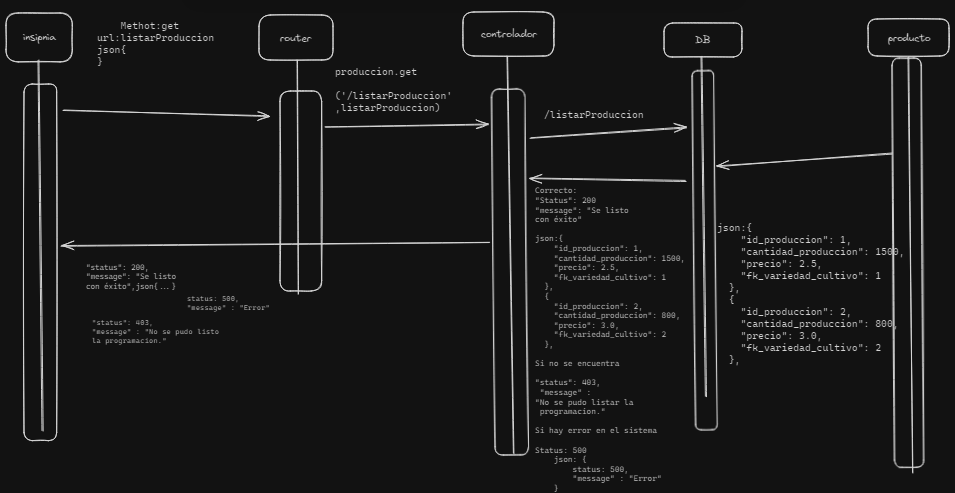 insipnia
Methot:get
url:listarProduccion
json{
}
router
produccion.get
('/listarProduccion'
,listarProduccion)
controlador
/listarProduccion
DB
producto
Correcto:
"Status": 200
"message": "Se listo
con éxito"
json:{
"id_produccion": 1,
"cantidad_produccion": 1500,
"precio": 2.5,
"fk_variedad_cultivo": 1
},
{
"id_produccion": 2,
"cantidad_produccion": 800,
"precio": 3.0,
"fk_variedad_cultivo": 2
},
Si no se encuentra
"status": 403,
"message" :
"No se pudo listar la
programacion."
Si hay error en el sistema
Status: 500
json: {
status: 500,
"message" : "Error"
}
json:{
"id_produccion": 1,
"cantidad_produccion": 1500,
"precio": 2.5,
"fk_variedad_cultivo": 1
},
{
"id_produccion": 2,
"cantidad_produccion": 800,
"precio": 3.0,
"fk_variedad_cultivo": 2
},
"status": 200,
"message": "Se listo
con éxito",json{...}
status: 500,
"message" : "Error"
"status": 403,
"message" : "No se pudo listo
la programacion."